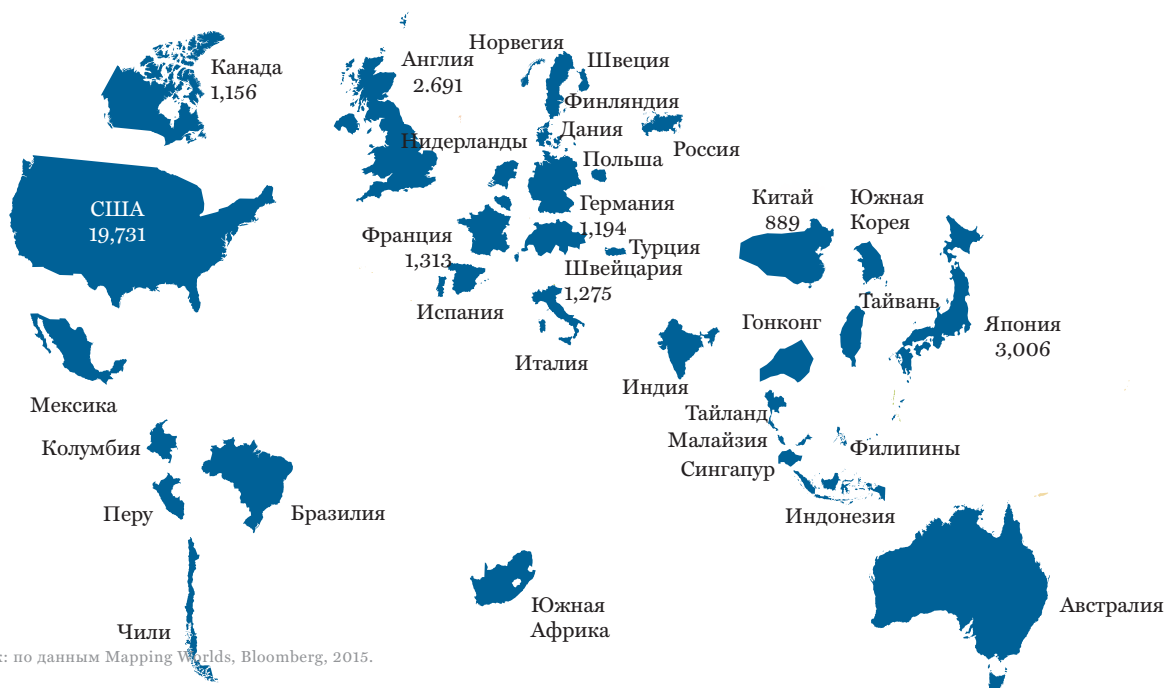 Норвегия
Швеция
Англия
2.691
Канада
1,156
Финляндия
Дания
Нидерланды
Россия
Польша
США
19,731
Германия
1,194
Китай
889
Южная
Корея
Франция
1,313
Турция
Швейцария
1,275
Испания
Тайвань
Гонконг
Япония
3,006
Италия
Индия
Мексика
Тайланд
Колумбия
Малайзия
Филипины
Сингапур
Перу
Бразилия
Индонезия
Южная
Африка
Австралия
Чили
: по данным Mapping Worlds, Bloomberg, 2015.